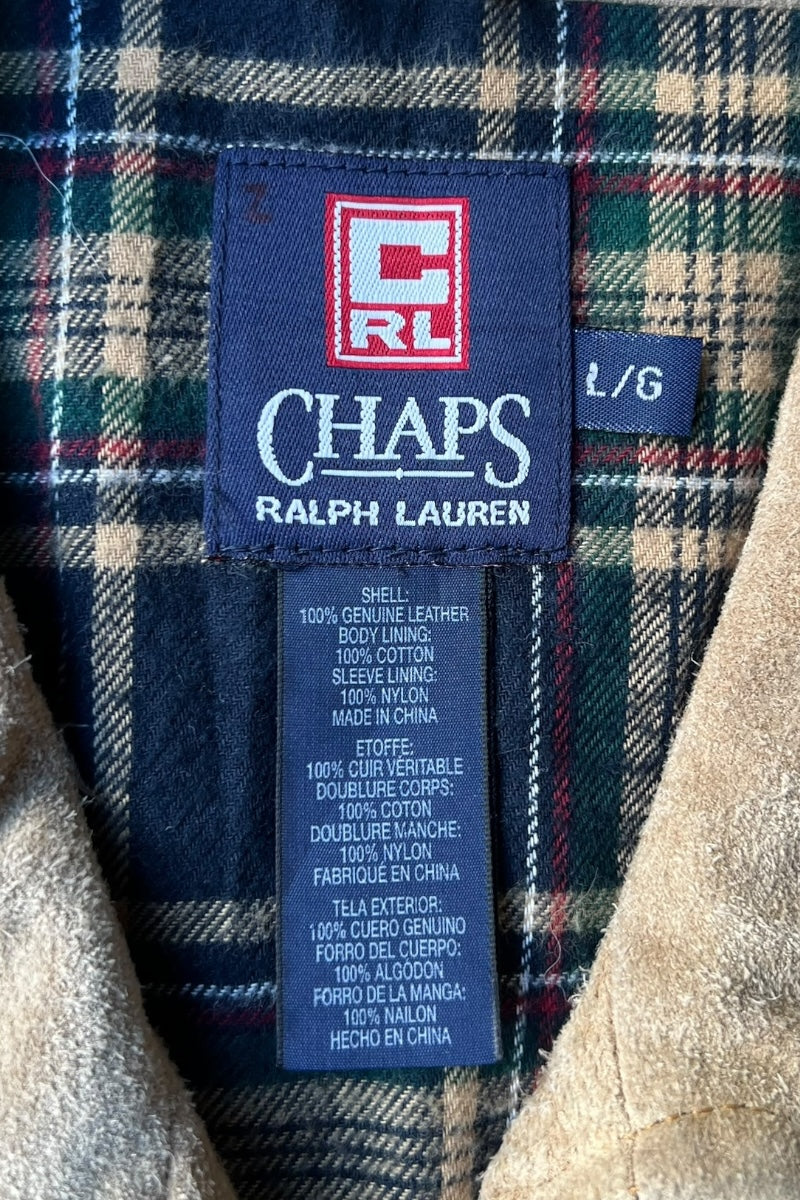 Z
C
RL
CHAPS
RALPH LAUREN
L/G
SHELL:
100% GENUINE LEATHER
BODY LINING:
100% COTTON
SLEEVE LINING:
100% NYLON
MADE IN CHINA
ETOFFE:
100% CUIR VÉRITABLE
DOUBLURE CORPS:
100% COTON
DOUBLURE MANCHE:
100% NYLON
FABRIQUÉ EN CHINA
TELA EXTERIOR:
100% CUERO GENUINO
FORRO DEL CUERPO:
100% ALGODON
FORRO DE LA MANGA:
100% NAILON
HECHO EN CHINA